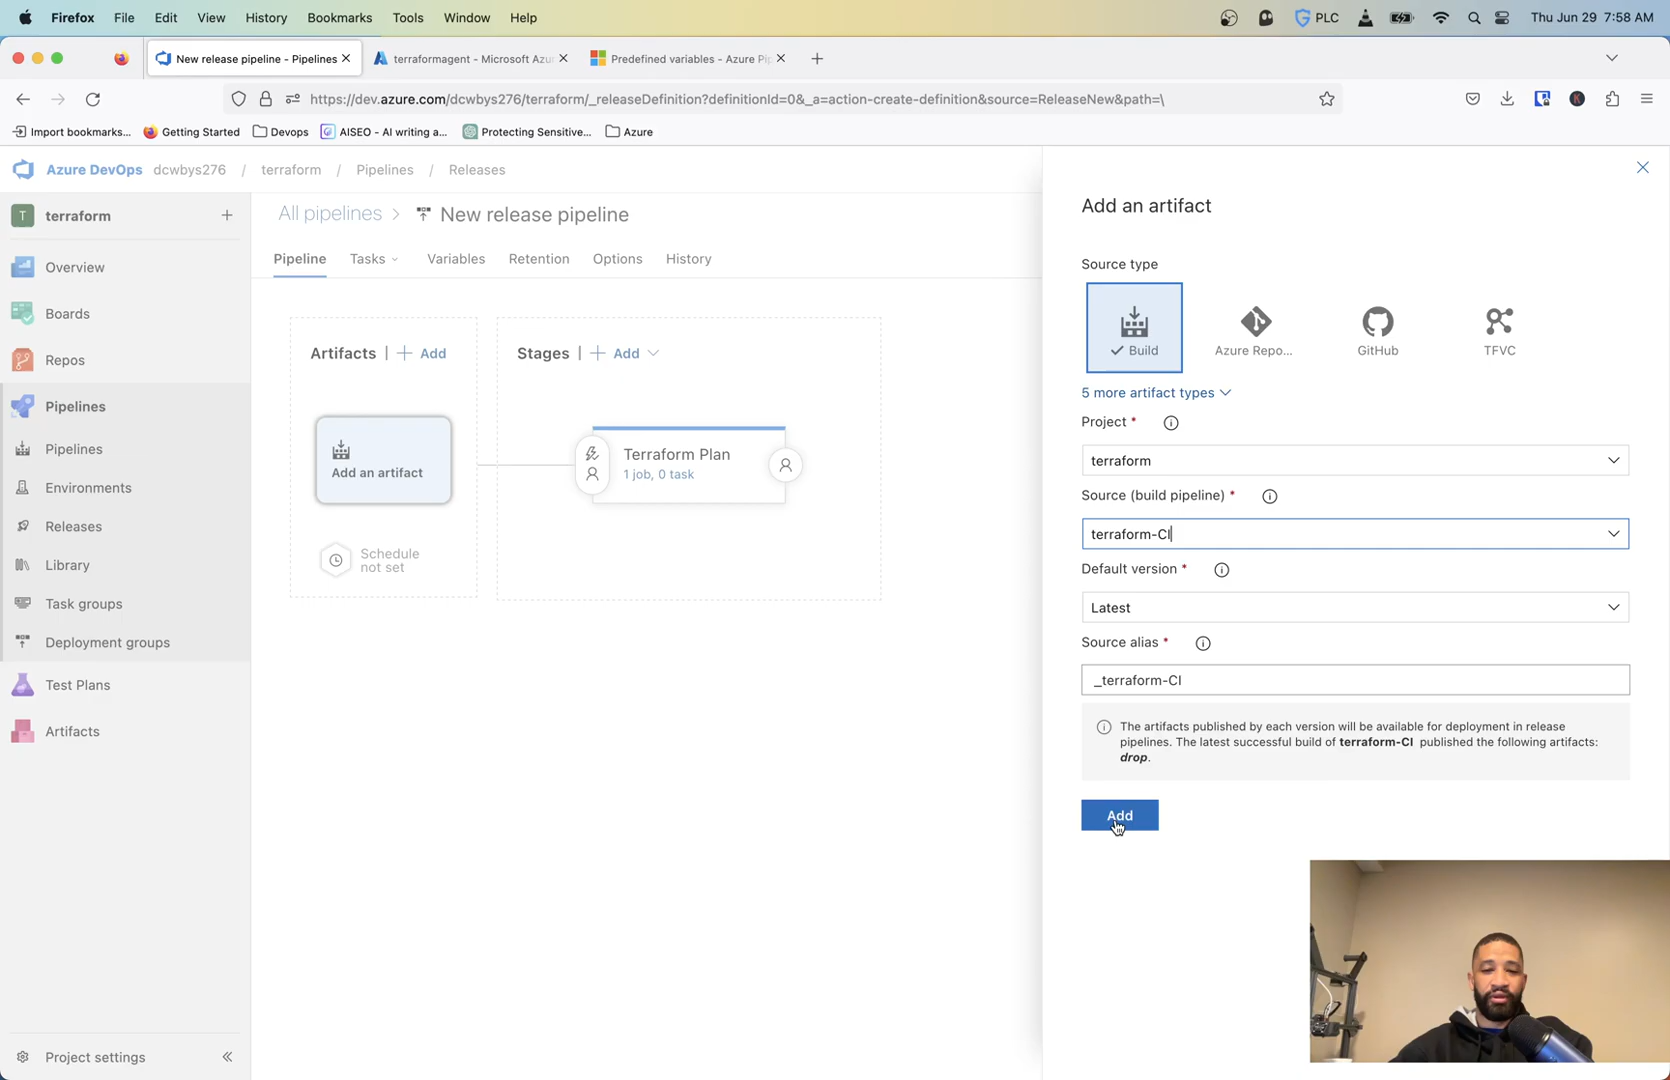 Firefox File Edit View History Bookmarks Tools Window Help
PLC
Thu Jun 29 7:58 AM
New release pipeline - Pipelines
terraformagent - Microsoft Azu
Predefined variables - Azure Pip
https://dev.azure.com/dcwbys276/terraform/_releaseDefinition?definitionId=0&_a=action-create-definition&source=ReleaseNew&path=\
Import bookmarks...
Getting Started
Devops
AISEO - AI writing a...
Protecting Sensitive...
Azure
Azure DevOps dcwbys276 / terraform / Pipelines / Releases
T terraform
Overview
Boards
Repos
Pipelines
Pipelines
Environments
Releases
Library
Task groups
Deployment groups
Test Plans
Artifacts
Project settings
All pipelines > New release pipeline
Pipeline Tasks Variables Retention Options History
Artifacts | + Add
Stages | + Add
Add an artifact
Schedule
not set
Terraform Plan
1 job, 0 task
Add an artifact
Source type
Build
Azure Repo...
GitHub
TFVC
5 more artifact types
Project *
terraform
Source (build pipeline) *
terraform-CI
Default version *
Latest
Source alias *
_terraform-CI
The artifacts published by each version will be available for deployment in release
pipelines. The latest successful build of terraform-CI published the following artifacts:
drop.
Add